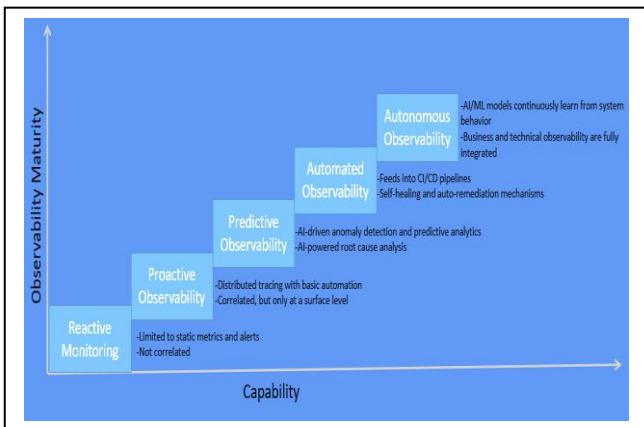 Observability Maturity
Autonomous
Observability
-AI/ML models continuously learn from system
behavior
-Business and technical observability are fully
integrated
Automated
Observability
-Feeds into CI/CD pipelines
-Self-healing and auto-remediation mechanisms
Predictive
Observability
-AI-driven anomaly detection and predictive analytics
-AI-powered root cause analysis
Proactive
Observability
-Distributed tracing with basic automation
-Correlated, but only at a surface level
Reactive
Monitoring
-Limited to static metrics and alerts
-Not correlated
Capability